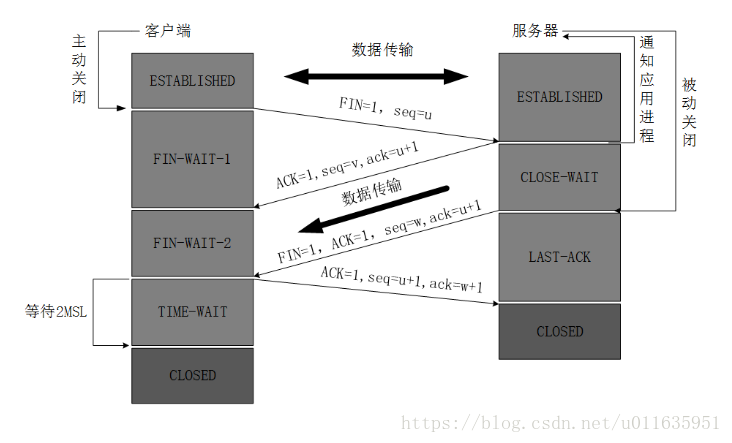 客户端
服务器
主动关闭
数据传输
通知应用进程
被动关闭
ESTABLISHED
ESTABLISHED
FIN=1, seq=u
FIN-WAIT-1
ACK=1,seq=v,ack=u+1
CLOSE-WAIT
数据传输
FIN-WAIT-2
FIN=1, ACK=1, seq=w,ack=u+1
LAST-ACK
ACK=1,seq=u+1,ack=w+1
等待2MSL
TIME-WAIT
CLOSED
CLOSED
https://blog.csdn.net/u011635951